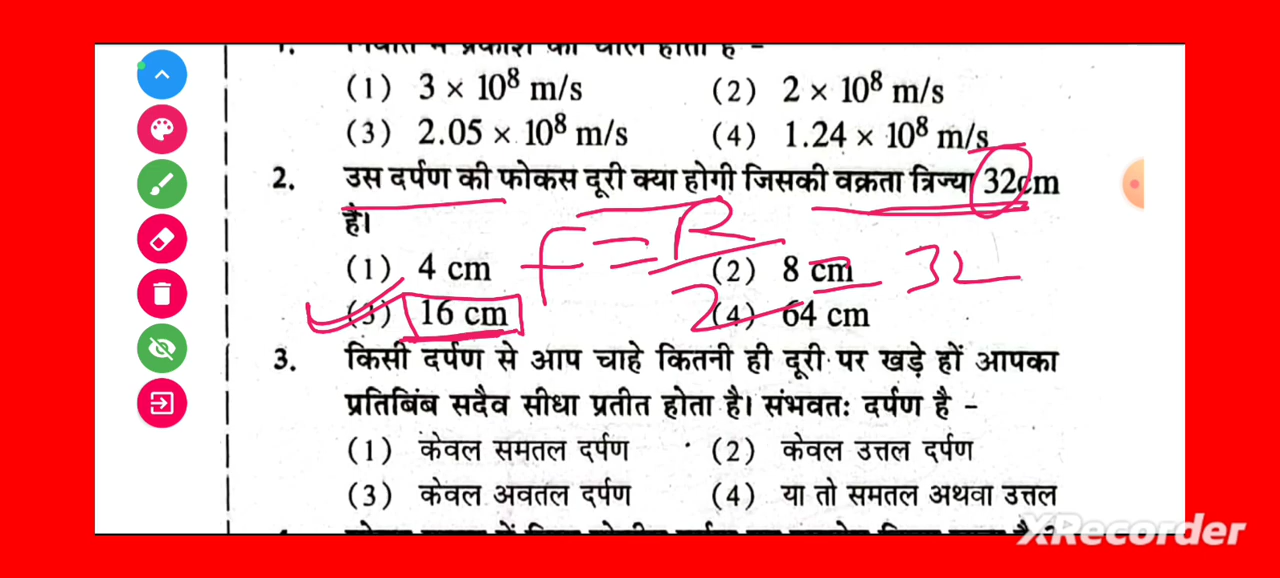 (1) 3 × 10⁸ m/s (2) 2 × 10⁸ m/s
(3) 2.05 × 10⁸ m/s (4) 1.24 × 10⁸ m/s
2. उस दर्पण की फोकस दूरी क्या होगी जिसकी वक्रता त्रिज्या 32cm
है।
(1) 4 cm (2) 8 cm
(3) 16 cm (4) 64 cm
f = R/2 = 32
3. किसी दर्पण से आप चाहे कितनी ही दूरी पर खड़े हों आपका
प्रतिबिंब सदैव सीधा प्रतीत होता है। संभवतः दर्पण है –
(1) केवल समतल दर्पण (2) केवल उत्तल दर्पण
(3) केवल अवतल दर्पण (4) या तो समतल अथवा उत्तल
XRecorder